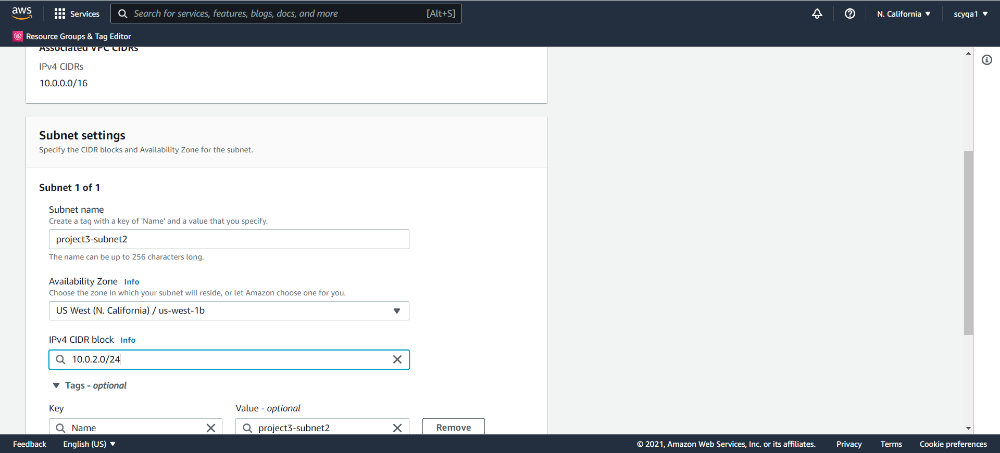 aws
Services
Search for services, features, blogs, docs, and more
[Alt+S]
N. California ▼
scyqa1 ▼
Resource Groups & Tag Editor
Associated VPC CIDRs
IPv4 CIDRs
10.0.0.0/16
Subnet settings
Specify the CIDR blocks and Availability Zone for the subnet.
Subnet 1 of 1
Subnet name
Create a tag with a key of 'Name' and a value that you specify.
project3-subnet2
The name can be up to 256 characters long.
Availability Zone Info
Choose the zone in which your subnet will reside, or let Amazon choose one for you.
US West (N. California) / us-west-1b
IPv4 CIDR block Info
10.0.2.0/24
Tags - optional
Key
Value - optional
Name
project3-subnet2
Remove
Feedback
English (US) ▼
© 2021, Amazon Web Services, Inc. or its affiliates.
Privacy
Terms
Cookie preferences